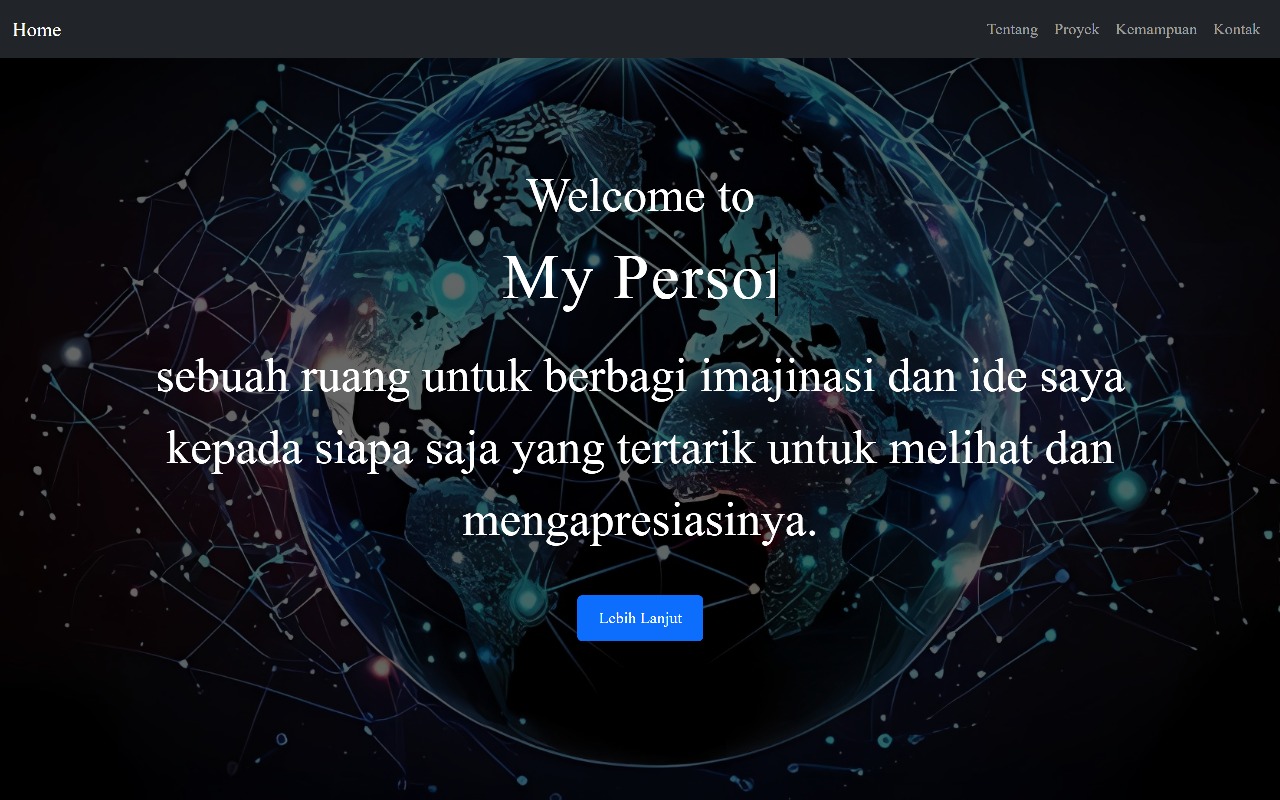 Home
Tentang Proyek Kemampuan Kontak
Welcome to
My
sebuah ruang untuk berbagi imajinasi dan ide saya
kepada siapa saja yang tertarik untuk melihat dan
mengapresiasinya.
Lebih Lanjut